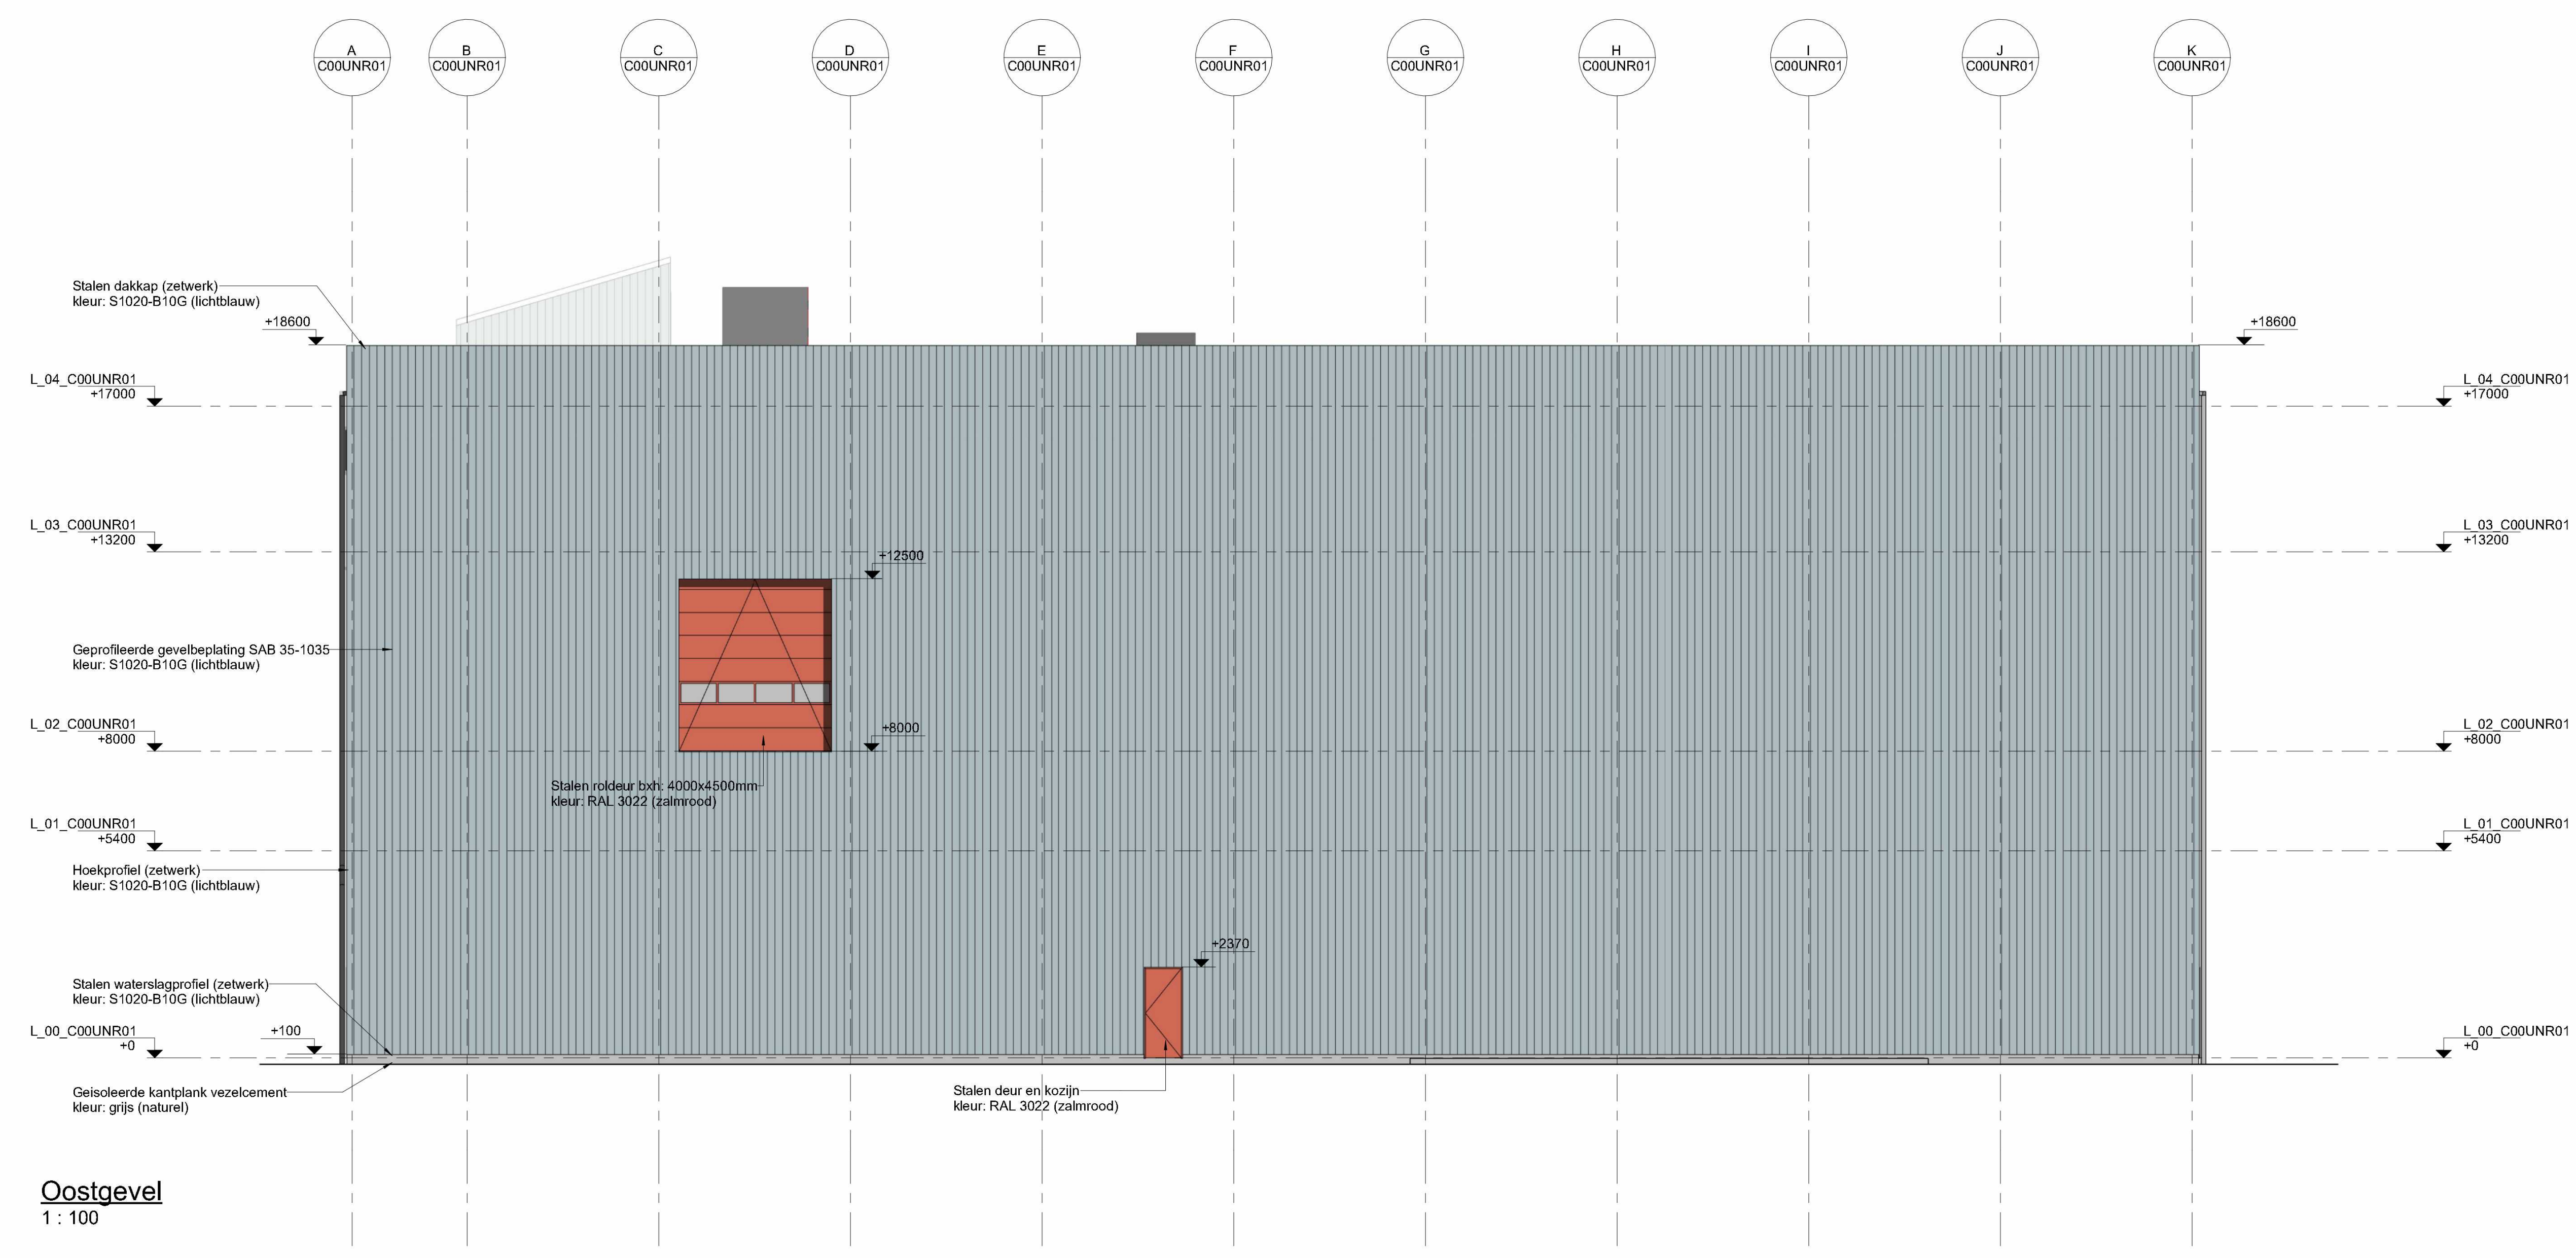 A
C00UNR01
B
C00UNR01
C
C00UNR01
D
C00UNR01
E
C00UNR01
F
C00UNR01
G
C00UNR01
H
C00UNR01
I
C00UNR01
J
C00UNR01
K
C00UNR01
Stalen dakkap (zetwerk)
kleur: S1020-B10G (lichtblauw)
+18600
+18600
L_04_C00UNR01
+17000
L_04_C00UNR01
+17000
L_03_C00UNR01
+13200
L_03_C00UNR01
+13200
+12500
Geprofileerde gevelbeplating SAB 35-1035
kleur: S1020-B10G (lichtblauw)
L_02_C00UNR01
+8000
+8000
L_02_C00UNR01
+8000
Stalen roldeur bxh: 4000x4500mm
kleur: RAL 3022 (zalmrood)
L_01_C00UNR01
+5400
L_01_C00UNR01
+5400
Hoekprofiel (zetwerk)
kleur: S1020-B10G (lichtblauw)
+2370
Stalen waterslagprofiel (zetwerk)
kleur: S1020-B10G (lichtblauw)
L_00_C00UNR01
+0
+100
L_00_C00UNR01
+0
Geisoleerde kantplank vezelcement
kleur: grijs (naturel)
Stalen deur en kozijn
kleur: RAL 3022 (zalmrood)
Oostgevel
1 : 100